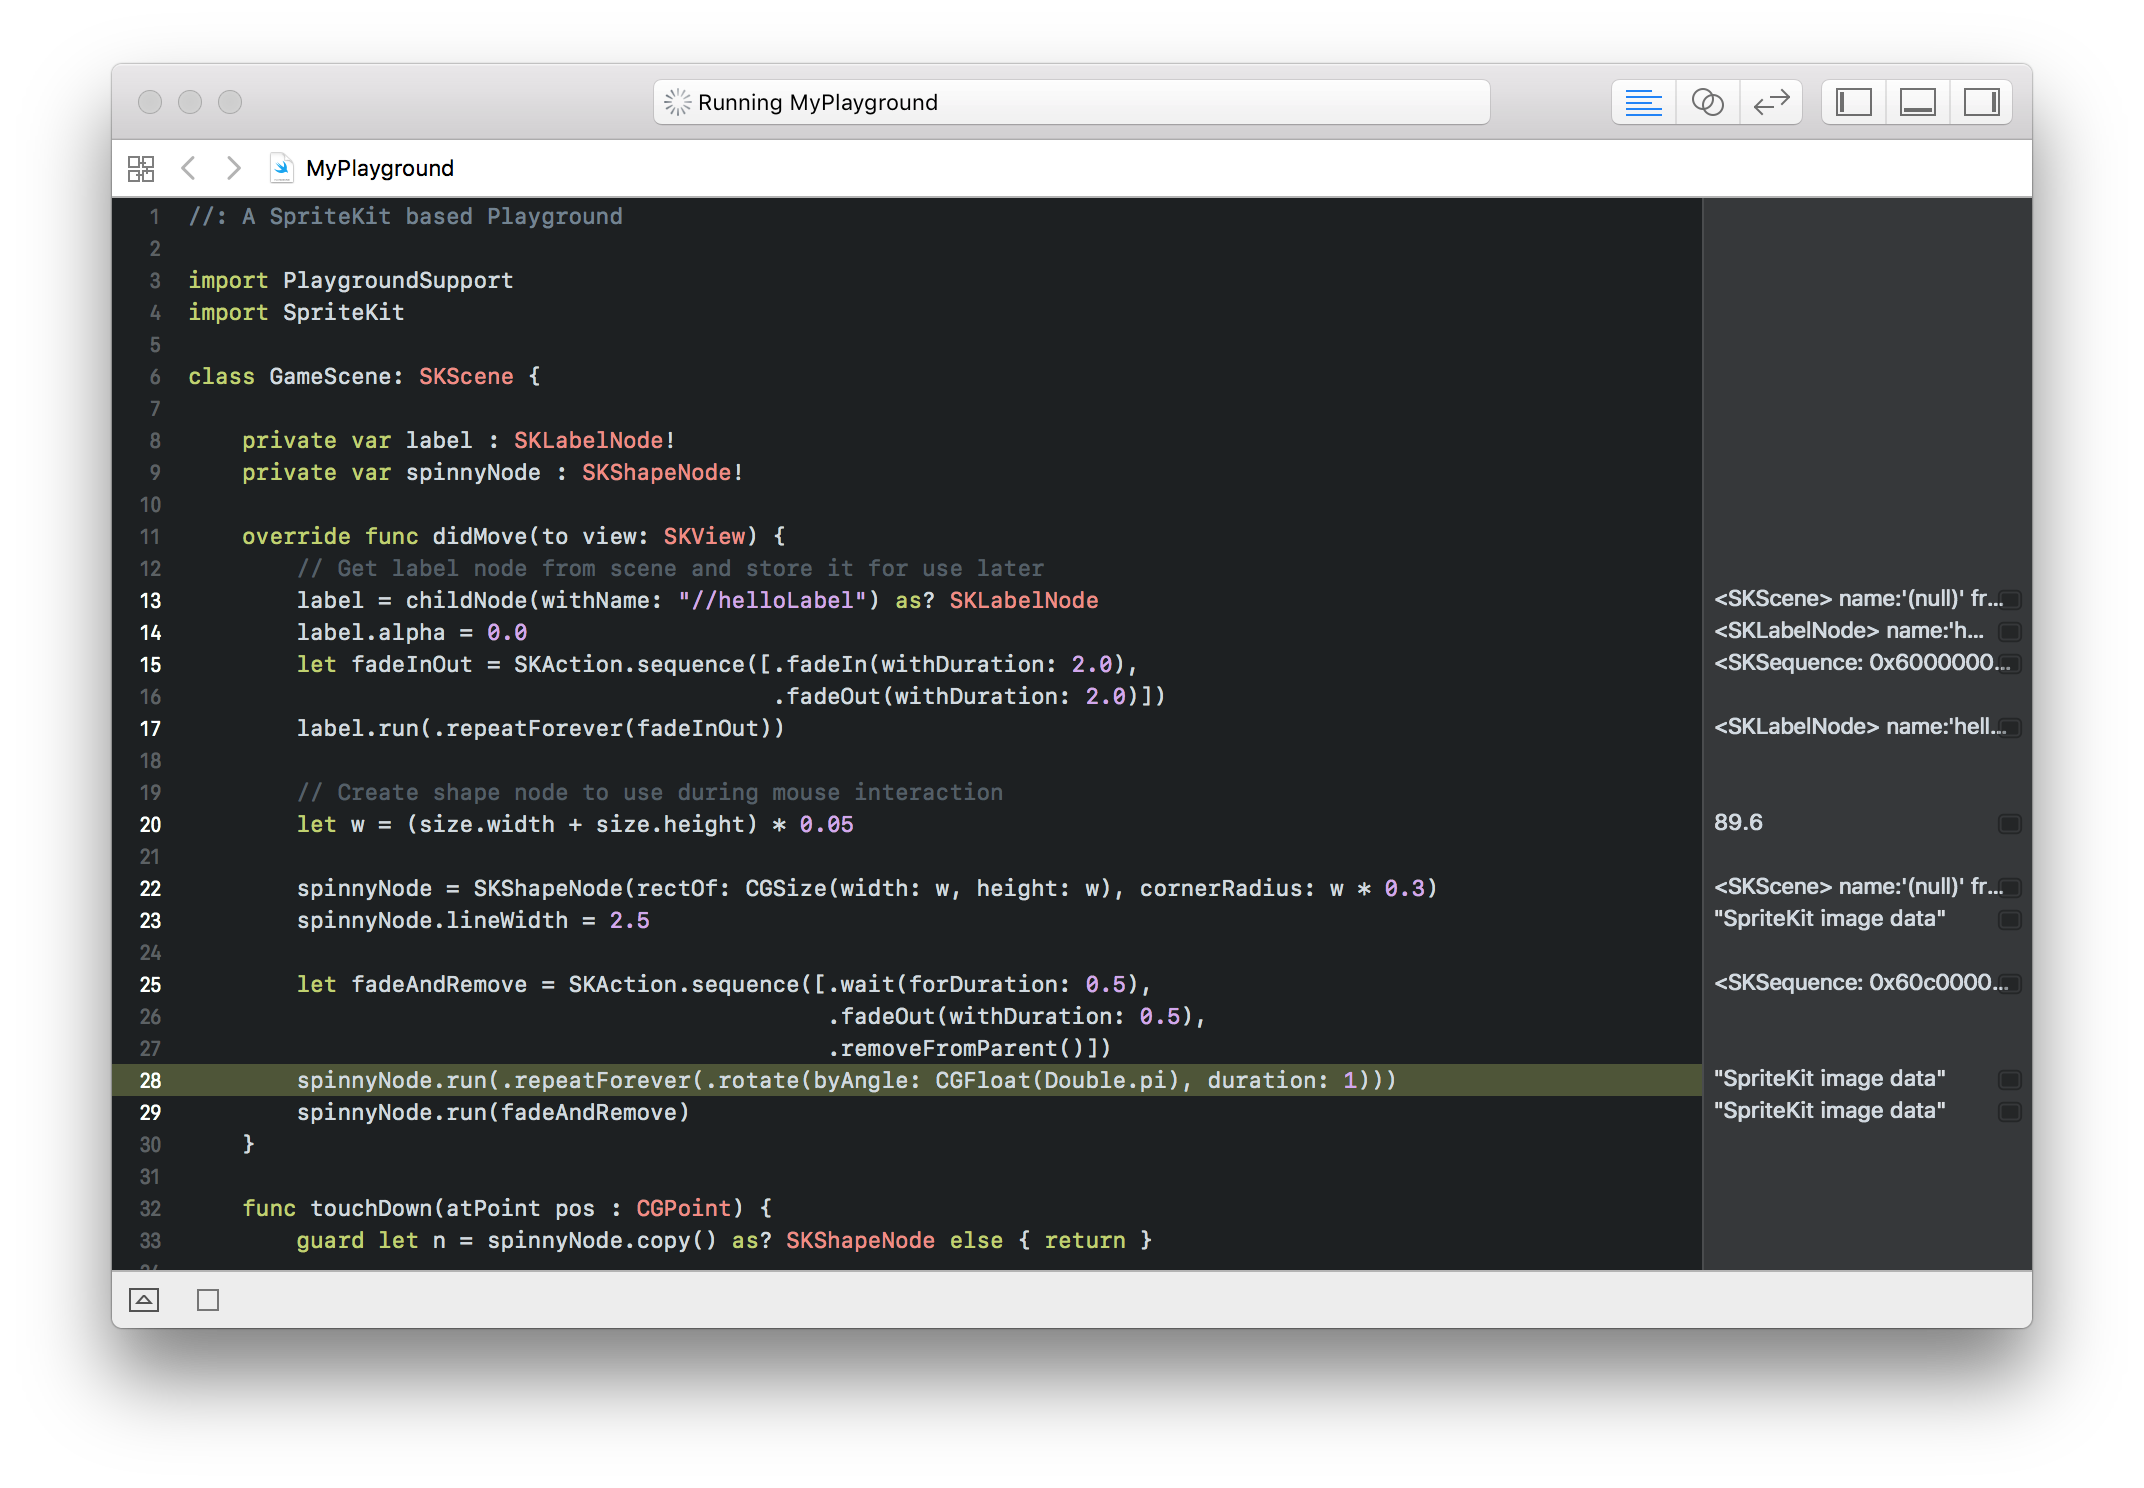 Running MyPlayground
MyPlayground
1 //: A SpriteKit based Playground
2
3 import PlaygroundSupport
4 import SpriteKit
5
6 class GameScene: SKScene {
7
8 private var label : SKLabelNode!
9 private var spinnyNode : SKShapeNode!
10
11 override func didMove(to view: SKView) {
12 // Get label node from scene and store it for use later
13 label = childNode(withName: "//helloLabel") as? SKLabelNode <SKScene> name:'(null)' fr...
14 label.alpha = 0.0 <SKLabelNode> name:'h...
15 let fadeInOut = SKAction.sequence([.fadeIn(withDuration: 2.0), <SKSequence: 0x6000000...
16 .fadeOut(withDuration: 2.0)])
17 label.run(.repeatForever(fadeInOut)) <SKLabelNode> name:'hell...
18
19 // Create shape node to use during mouse interaction
20 let w = (size.width + size.height) * 0.05 89.6
21
22 spinnyNode = SKShapeNode(rectOf: CGSize(width: w, height: w), cornerRadius: w * 0.3) <SKScene> name:'(null)' fr...
23 spinnyNode.lineWidth = 2.5 "SpriteKit image data"
24
25 let fadeAndRemove = SKAction.sequence([.wait(forDuration: 0.5), <SKSequence: 0x60c0000...
26 .fadeOut(withDuration: 0.5),
27 .removeFromParent()])
28 spinnyNode.run(.repeatForever(.rotate(byAngle: CGFloat(Double.pi), duration: 1))) "SpriteKit image data"
29 spinnyNode.run(fadeAndRemove) "SpriteKit image data"
30 }
31
32 func touchDown(atPoint pos : CGPoint) {
33 guard let n = spinnyNode.copy() as? SKShapeNode else { return }